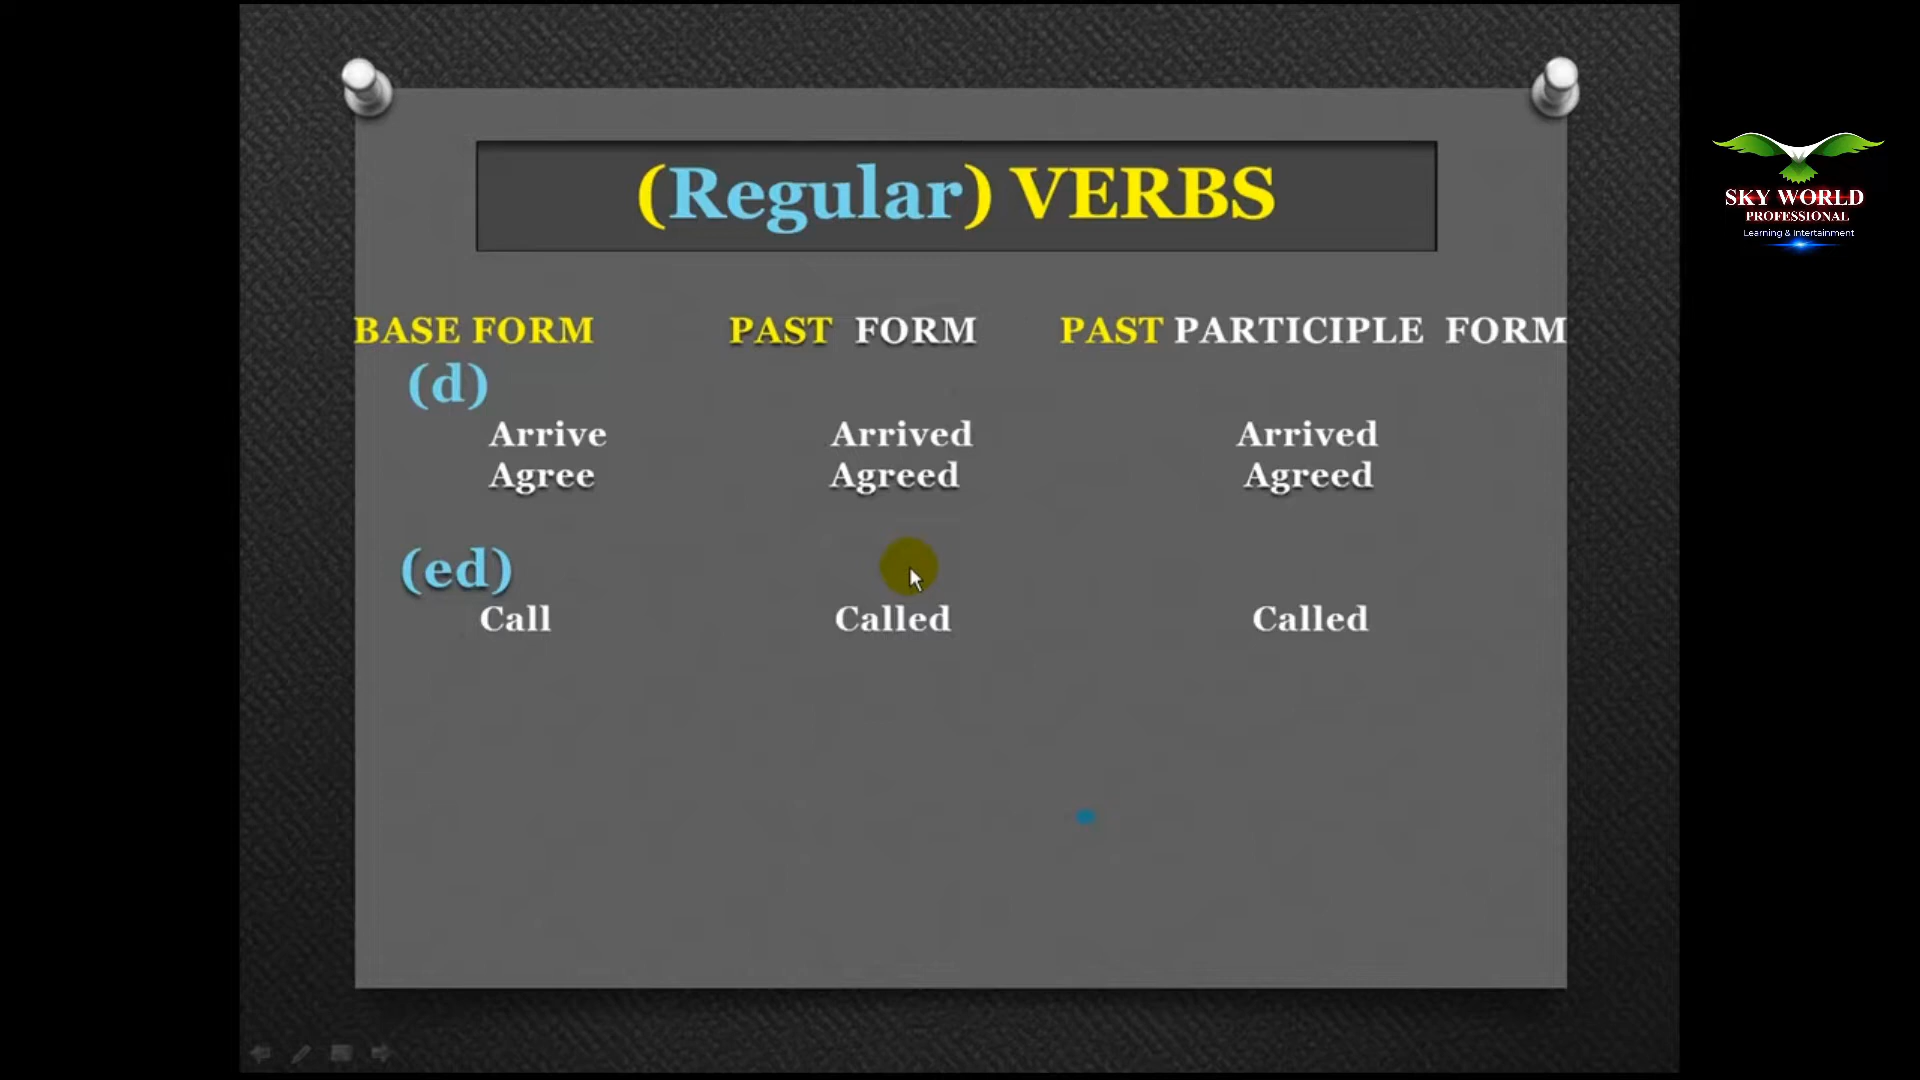 (Regular) VERBS
BASE FORM PAST FORM PAST PARTICIPLE FORM
(d)
Arrive Arrived Arrived
Agree Agreed Agreed
(ed)
Call Called Called
SKY WORLD
PROFESSIONAL
Learning & Intertainment